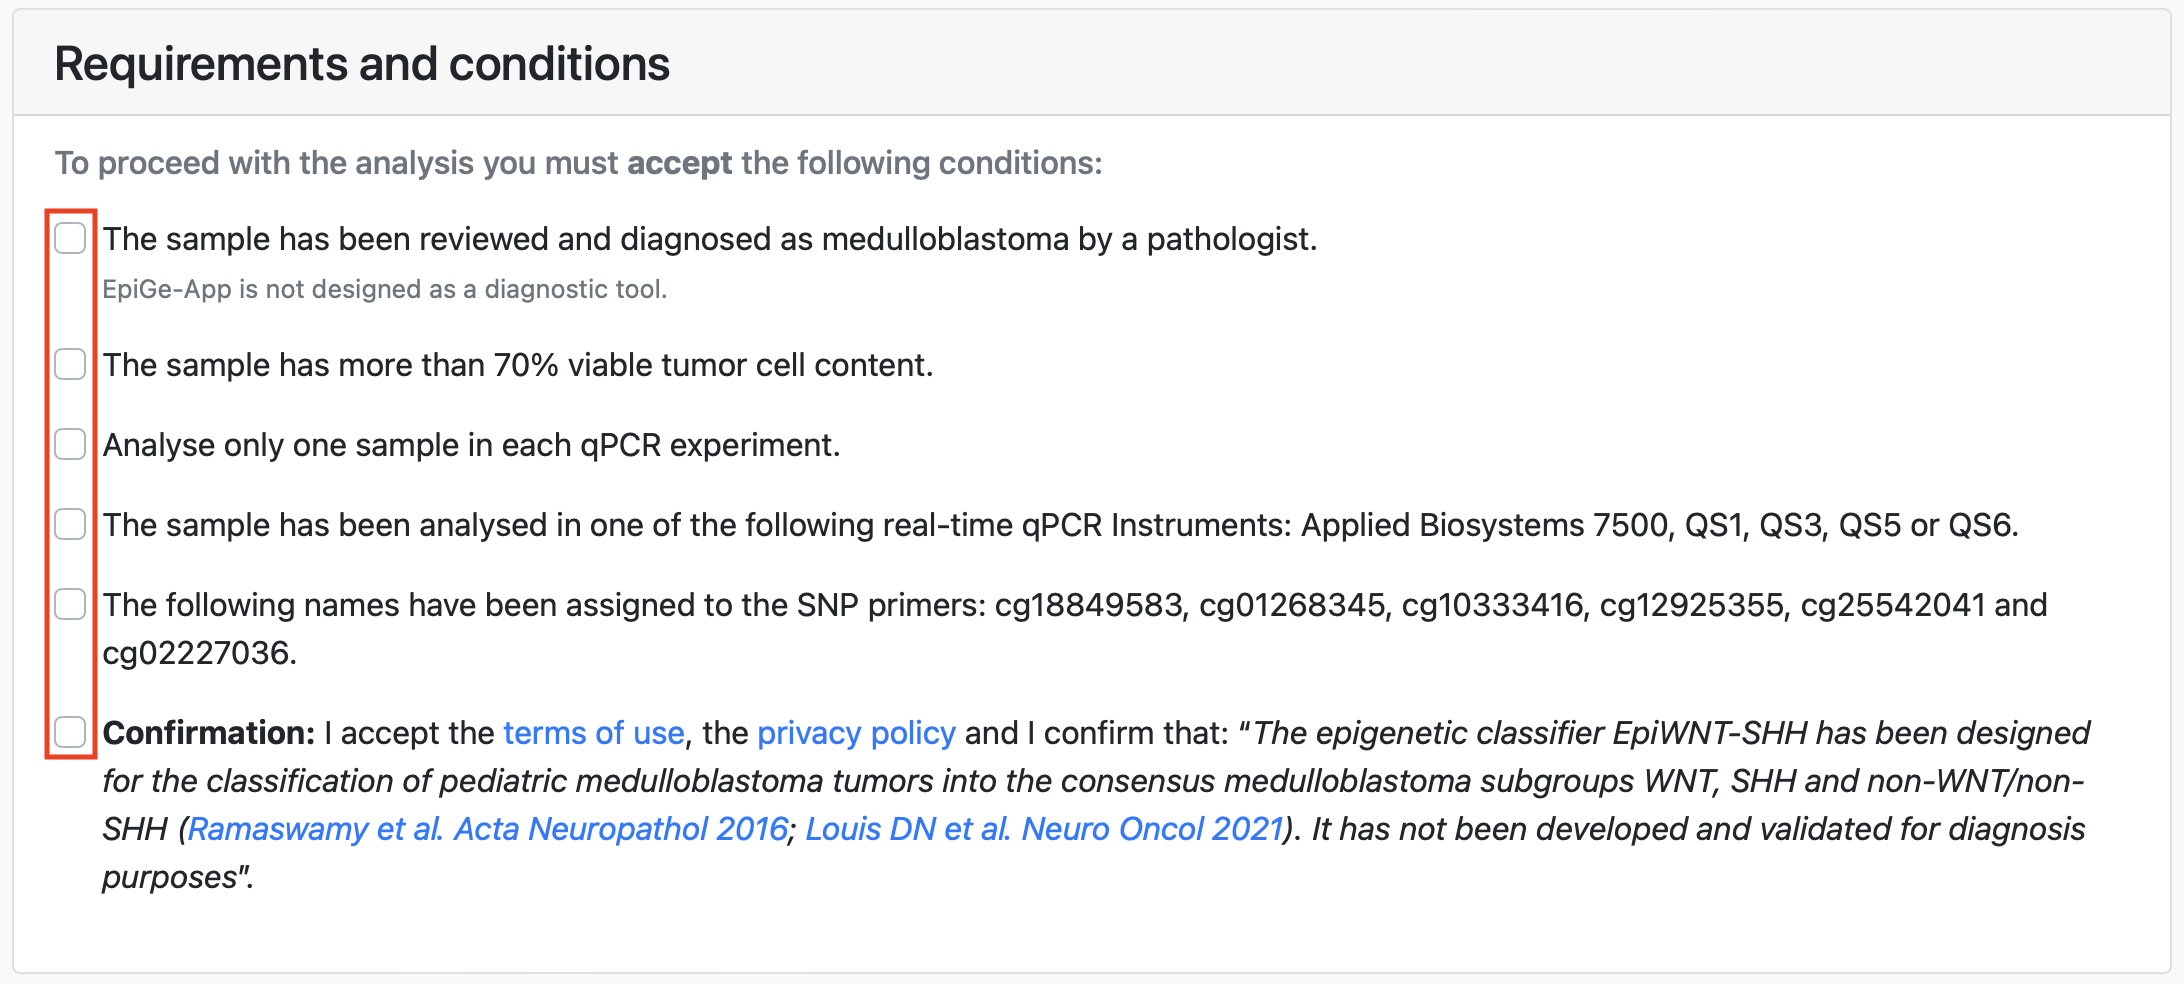 Requirements and conditions
To proceed with the analysis you must accept the following conditions:
The sample has been reviewed and diagnosed as medulloblastoma by a pathologist.
EpiGe-App is not designed as a diagnostic tool.
The sample has more than 70% viable tumor cell content.
Analyse only one sample in each qPCR experiment.
The sample has been analysed in one of the following real-time qPCR Instruments: Applied Biosystems 7500, QS1, QS3, QS5 or QS6.
The following names have been assigned to the SNP primers: cg18849583, cg01268345, cg10333416, cg12925355, cg25542041 and
cg02227036.
Confirmation: I accept the terms of use, the privacy policy and I confirm that: "The epigenetic classifier EpiWNT-SHH has been designed
for the classification of pediatric medulloblastoma tumors into the consensus medulloblastoma subgroups WNT, SHH and non-WNT/non-
SHH (Ramaswamy et al. Acta Neuropathol 2016; Louis DN et al. Neuro Oncol 2021). It has not been developed and validated for diagnosis
purposes".